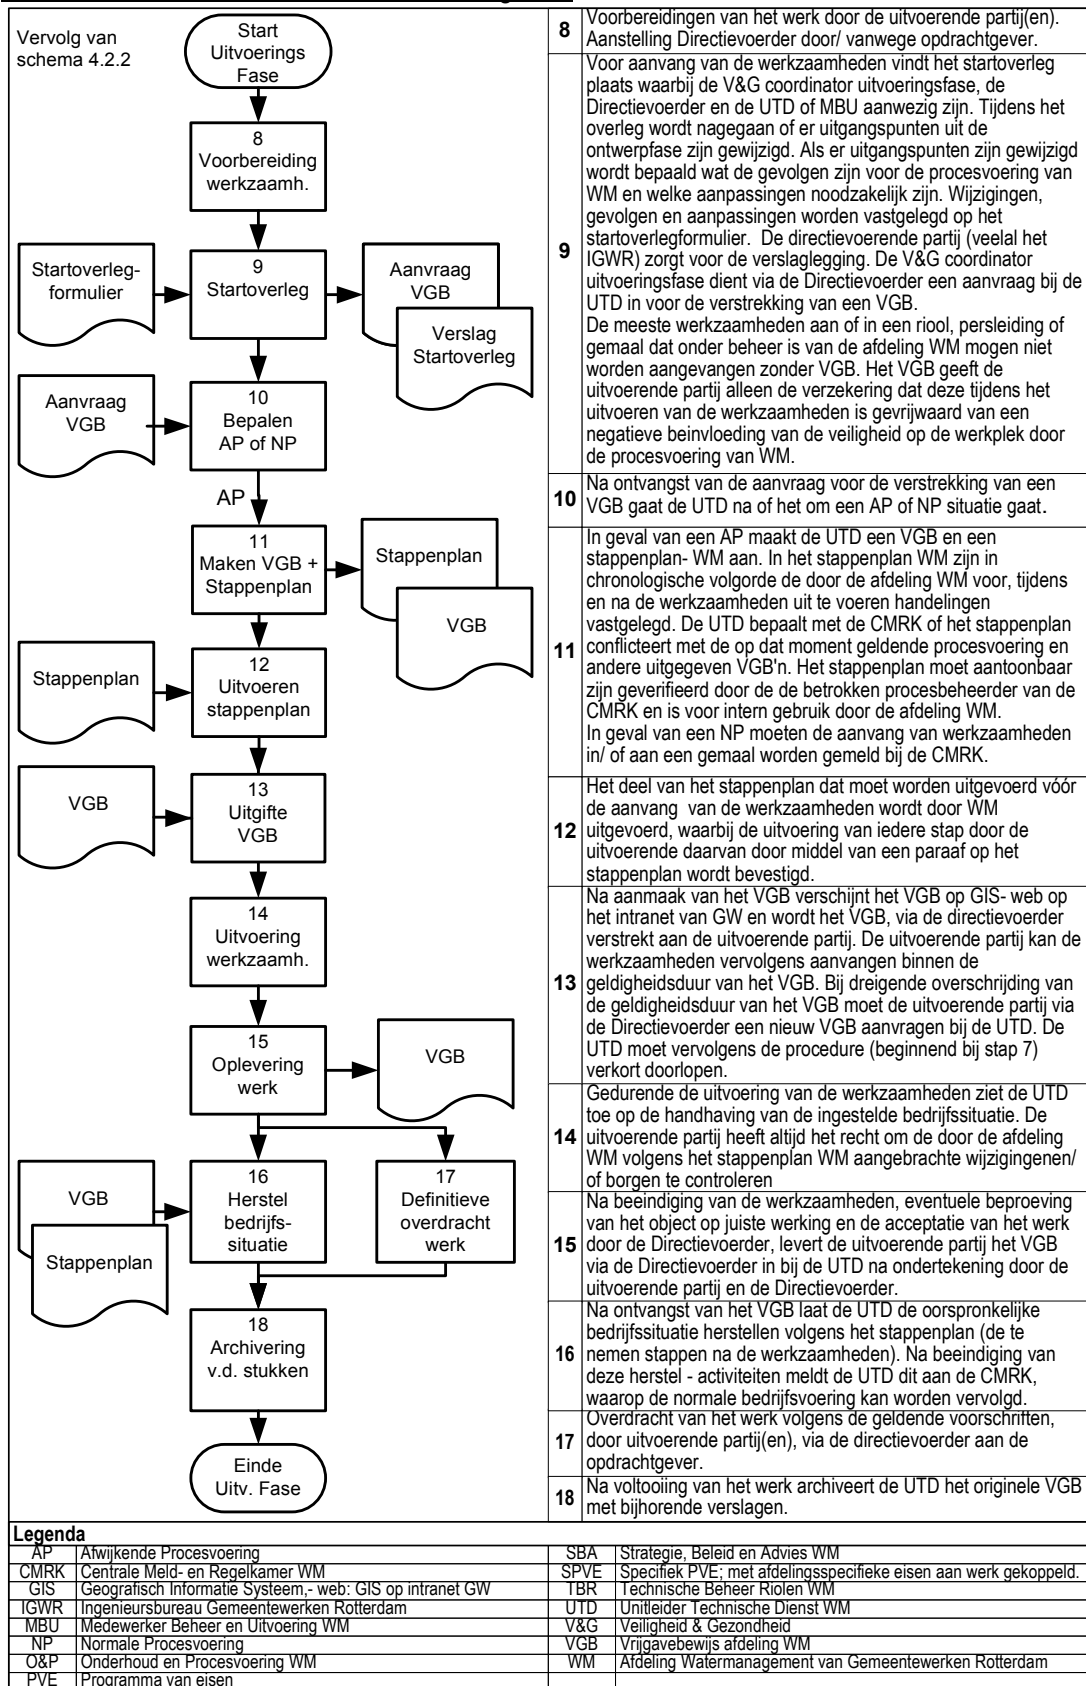 Vervolg van
schema 4.2.2
Start
Uitvoerings
Fase
8
Voorbereiding
werkzaamh.
Startoverleg-
formulier
9
Startoverleg
Aanvraag
VGB
Verslag
Startoverleg
Aanvraag
VGB
10
Bepalen
AP of NP
AP
11
Maken VGB +
Stappenplan
Stappenplan
VGB
Stappenplan
12
Uitvoeren
stappenplan
VGB
13
Uitgifte
VGB
14
Uitvoering
werkzaamh.
15
Oplevering
werk
VGB
VGB
Stappenplan
16
Herstel
bedrijfs-
situatie
17
Definitieve
overdracht
werk
18
Archivering
v.d. stukken
Einde
Uitv. Fase
8
Voorbereidingen van het werk door de uitvoerende partij(en).
Aanstelling Directievoerder door/ vanwege opdrachtgever.
9
Voor aanvang van de werkzaamheden vindt het startoverleg
plaats waarbij de V&G coordinator uitvoeringsfase, de
Directievoerder en de UTD of MBU aanwezig zijn. Tijdens het
overleg wordt nagegaan of er uitgangspunten uit de
ontwerpfase zijn gewijzigd. Als er uitgangspunten zijn gewijzigd
wordt bepaald wat de gevolgen zijn voor de procesvoering van
WM en welke aanpassingen noodzakelijk zijn. Wijzigingen,
gevolgen en aanpassingen worden vastgelegd op het
startoverlegformulier. De directievoerende partij (veelal het
IGWR) zorgt voor de verslaglegging. De V&G coordinator
uitvoeringsfase dient via de Directievoerder een aanvraag bij de
UTD in voor de verstrekking van een VGB.
De meeste werkzaamheden aan of in een riool, persleiding of
gemaal dat onder beheer is van de afdeling WM mogen niet
worden aangevangen zonder VGB. Het VGB geeft de
uitvoerende partij alleen de verzekering dat deze tijdens het
uitvoeren van de werkzaamheden is gevrijwaard van een
negatieve beinvloeding van de veiligheid op de werkplek door
de procesvoering van WM.
10
Na ontvangst van de aanvraag voor de verstrekking van een
VGB gaat de UTD na of het om een AP of NP situatie gaat.
11
In geval van een AP maakt de UTD een VGB en een
stappenplan- WM aan. In het stappenplan WM zijn in
chronologische volgorde de door de afdeling WM voor, tijdens
en na de werkzaamheden uit te voeren handelingen
vastgelegd. De UTD bepaalt met de CMRK of het stappenplan
conflicteert met de op dat moment geldende procesvoering en
andere uitgegeven VGB'n. Het stappenplan moet aantoonbaar
zijn geverifieerd door de de betrokken procesbeheerder van de
CMRK en is voor intern gebruik door de afdeling WM.
In geval van een NP moeten de aanvang van werkzaamheden
in/ of aan een gemaal worden gemeld bij de CMRK.
12
Het deel van het stappenplan dat moet worden uitgevoerd vóór
de aanvang van de werkzaamheden wordt door WM
uitgevoerd, waarbij de uitvoering van iedere stap door de
uitvoerende daarvan door middel van een paraaf op het
stappenplan wordt bevestigd.
13
Na aanmaak van het VGB verschijnt het VGB op GIS- web op
het intranet van GW en wordt het VGB, via de directievoerder
verstrekt aan de uitvoerende partij. De uitvoerende partij kan de
werkzaamheden vervolgens aanvangen binnen de
geldigheidsduur van het VGB. Bij dreigende overschrijding van
de geldigheidsduur van het VGB moet de uitvoerende partij via
de Directievoerder een nieuw VGB aanvragen bij de UTD. De
UTD moet vervolgens de procedure (beginnend bij stap 7)
verkort doorlopen.
14
Gedurende de uitvoering van de werkzaamheden ziet de UTD
toe op de handhaving van de ingestelde bedrijfssituatie. De
uitvoerende partij heeft altijd het recht om de door de afdeling
WM volgens het stappenplan WM aangebrachte wijzigingenen/
of borgen te controleren
15
Na beeindiging van de werkzaamheden, eventuele beproeving
van het object op juiste werking en de acceptatie van het werk
door de Directievoerder, levert de uitvoerende partij het VGB
via de Directievoerder in bij de UTD na ondertekening door de
uitvoerende partij en de Directievoerder.
16
Na ontvangst van het VGB laat de UTD de oorspronkelijke
bedrijfssituatie herstellen volgens het stappenplan (de te
nemen stappen na de werkzaamheden). Na beeindiging van
deze herstel - activiteiten meldt de UTD dit aan de CMRK,
waarop de normale bedrijfsvoering kan worden vervolgd.
17
Overdracht van het werk volgens de geldende voorschriften,
door uitvoerende partij(en), via de directievoerder aan de
opdrachtgever.
18
Na voltooiing van het werk archiveert de UTD het originele VGB
met bijhorende verslagen.
Legenda
AP Afwijkende Procesvoering
CMRK Centrale Meld- en Regelkamer WM
GIS Geografisch Informatie Systeem,- web: GIS op intranet GW
IGWR Ingenieursbureau Gemeentewerken Rotterdam
MBU Medewerker Beheer en Uitvoering WM
NP Normale Procesvoering
O&P Onderhoud en Procesvoering WM
PVE Programma van eisen
SBA Strategie, Beleid en Advies WM
SPVE Specifiek PVE; met afdelingsspecifieke eisen aan werk gekoppeld.
TBR Technische Beheer Riolen WM
UTD Unitleider Technische Dienst WM
V&G Veiligheid & Gezondheid
VGB Vrijgavebewijs afdeling WM
WM Afdeling Watermanagement van Gemeentewerken Rotterdam